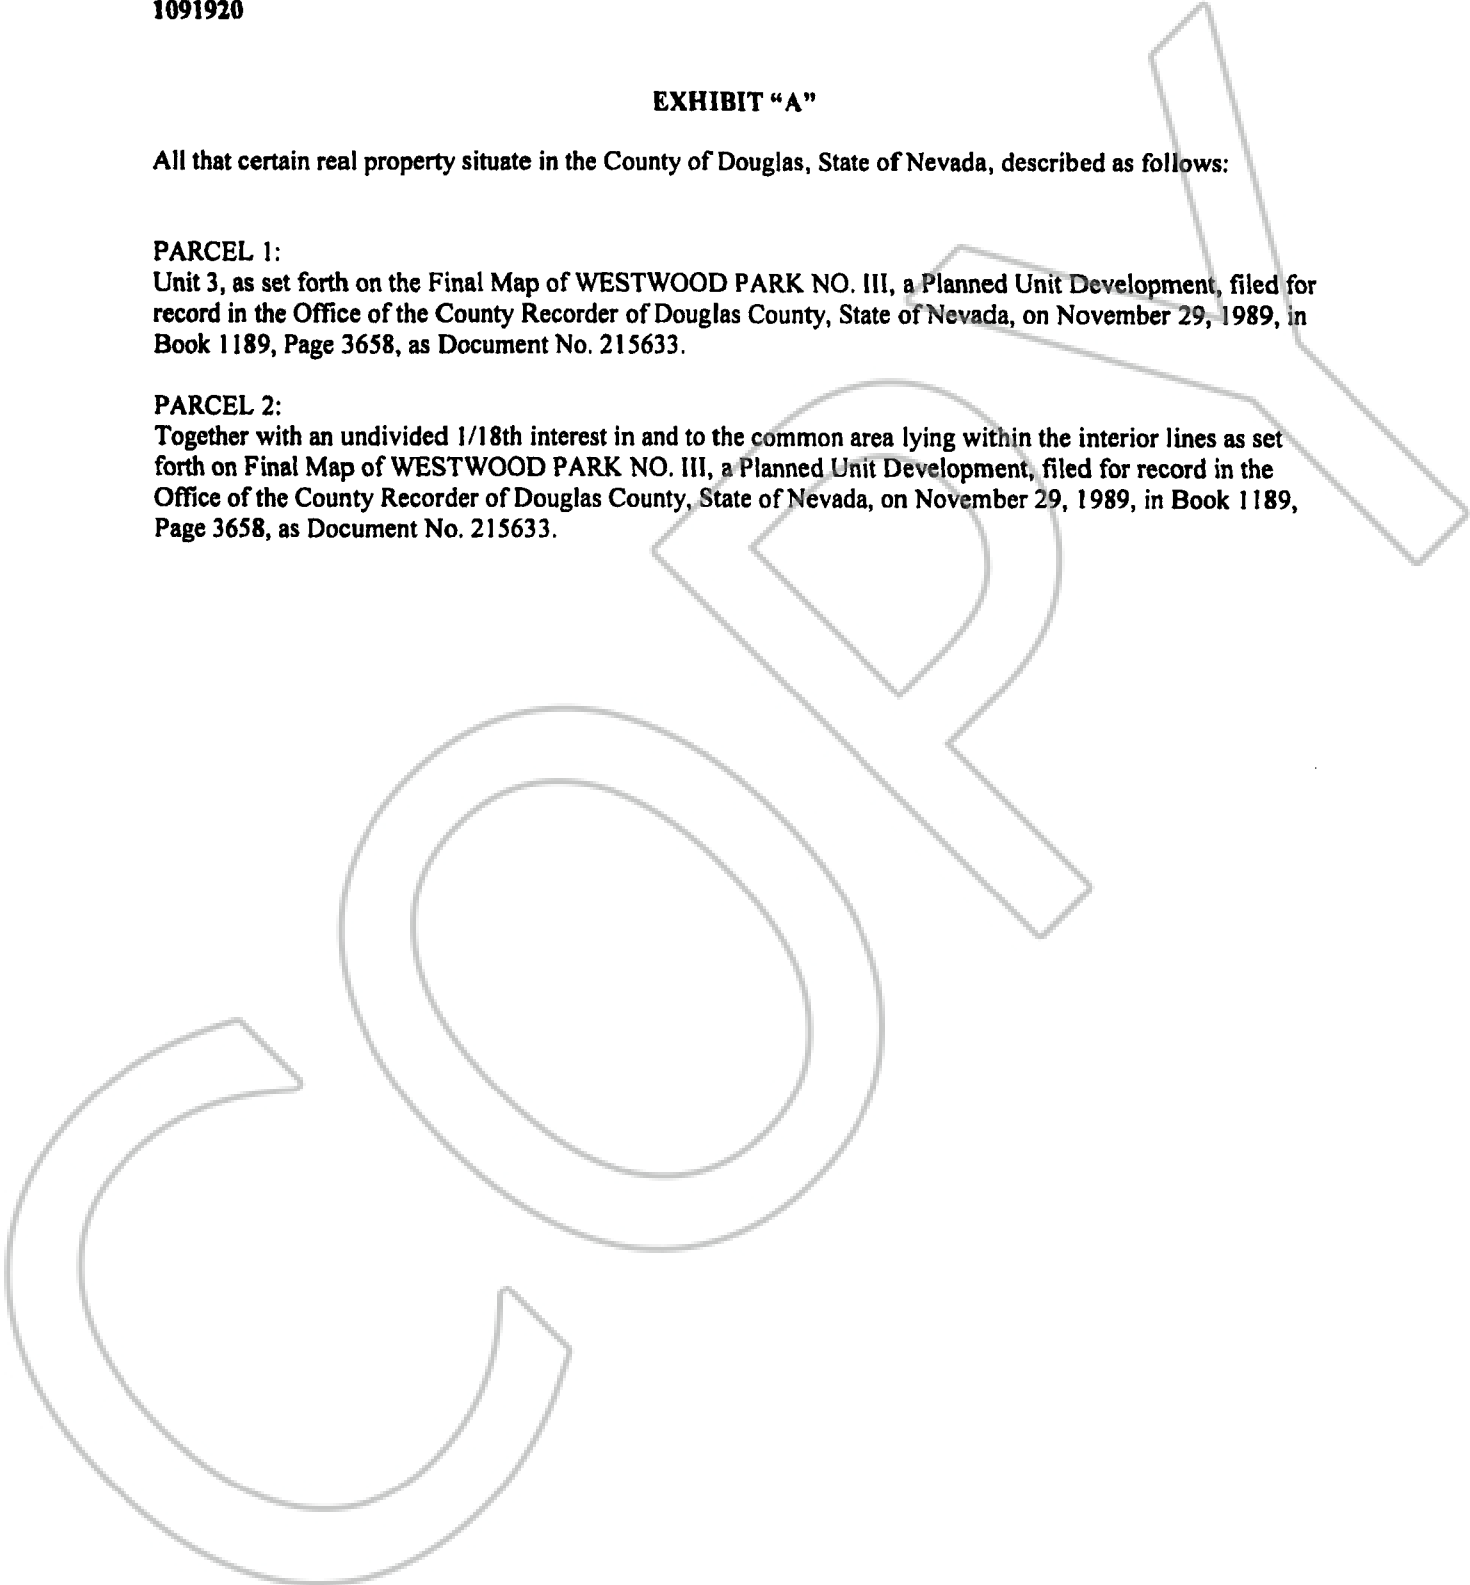 1091920
EXHIBIT “A”
All that certain real property situate in the County of Douglas, State of Nevada, described as follows:
PARCEL 1:
Unit 3, as set forth on the Final Map of WESTWOOD PARK NO. III, a Planned Unit Development, filed for
record in the Office of the County Recorder of Douglas County, State of Nevada, on November 29, 1989, in
Book 1189, Page 3658, as Document No. 215633.
PARCEL 2:
Together with an undivided 1/18th interest in and to the common area lying within the interior lines as set
forth on Final Map of WESTWOOD PARK NO. III, a Planned Unit Development, filed for record in the
Office of the County Recorder of Douglas County, State of Nevada, on November 29, 1989, in Book 1189,
Page 3658, as Document No. 215633.
COPY